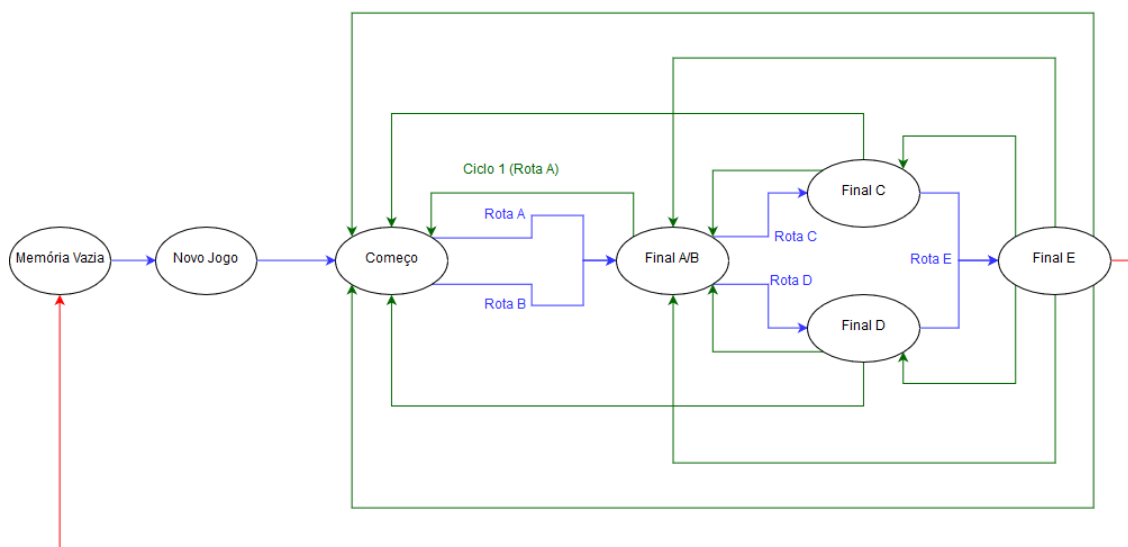 Ciclo 1 (Rota A)
Final C
Rota A
Rota C
Memória Vazia
Novo Jogo
Começo
Final A/B
Rota E
Final E
Rota D
Rota B
Final D